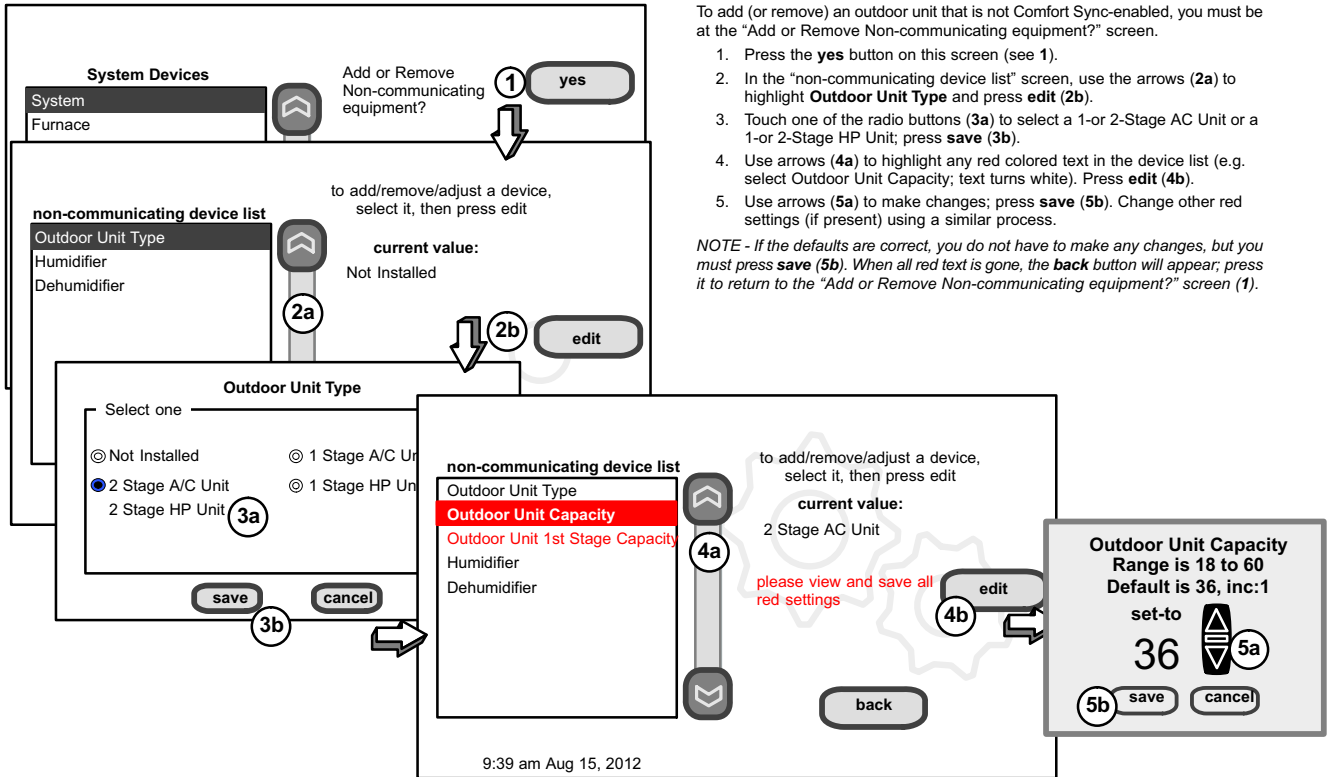 To add (or remove) an outdoor unit that is not Comfort Sync-enabled, you must be
at the “Add or Remove Non-communicating equipment?” screen.
1. Press the yes button on this screen (see 1).
2. In the “non-communicating device list” screen, use the arrows (2a) to
highlight Outdoor Unit Type and press edit (2b).
3. Touch one of the radio buttons (3a) to select a 1-or 2-Stage AC Unit or a
1-or 2-Stage HP Unit; press save (3b).
4. Use arrows (4a) to highlight any red colored text in the device list (e.g.
select Outdoor Unit Capacity; text turns white). Press edit (4b).
5. Use arrows (5a) to make changes; press save (5b). Change other red
settings (if present) using a similar process.
NOTE - If the defaults are correct, you do not have to make any changes, but you
must press save (5b). When all red text is gone, the back button will appear; press
it to return to the “Add or Remove Non-communicating equipment?” screen (1).
System Devices
System
Furnace
Add or Remove
Non-communicating
equipment?
1
yes
non-communicating device list
Outdoor Unit Type
Humidifier
Dehumidifier
2a
to add/remove/adjust a device,
select it, then press edit
current value:
Not Installed
2b
edit
Outdoor Unit Type
Select one
Not Installed
1 Stage A/C Un
2 Stage A/C Unit
1 Stage HP Un
2 Stage HP Unit
3a
save
cancel
3b
non-communicating device list
Outdoor Unit Type
Outdoor Unit Capacity
Outdoor Unit 1st Stage Capacity
Humidifier
Dehumidifier
4a
to add/remove/adjust a device,
select it, then press edit
current value:
2 Stage AC Unit
please view and save all
red settings
edit
4b
back
9:39 am Aug 15, 2012
Outdoor Unit Capacity
Range is 18 to 60
Default is 36, inc:1
set-to
36
5a
5b
save
cancel